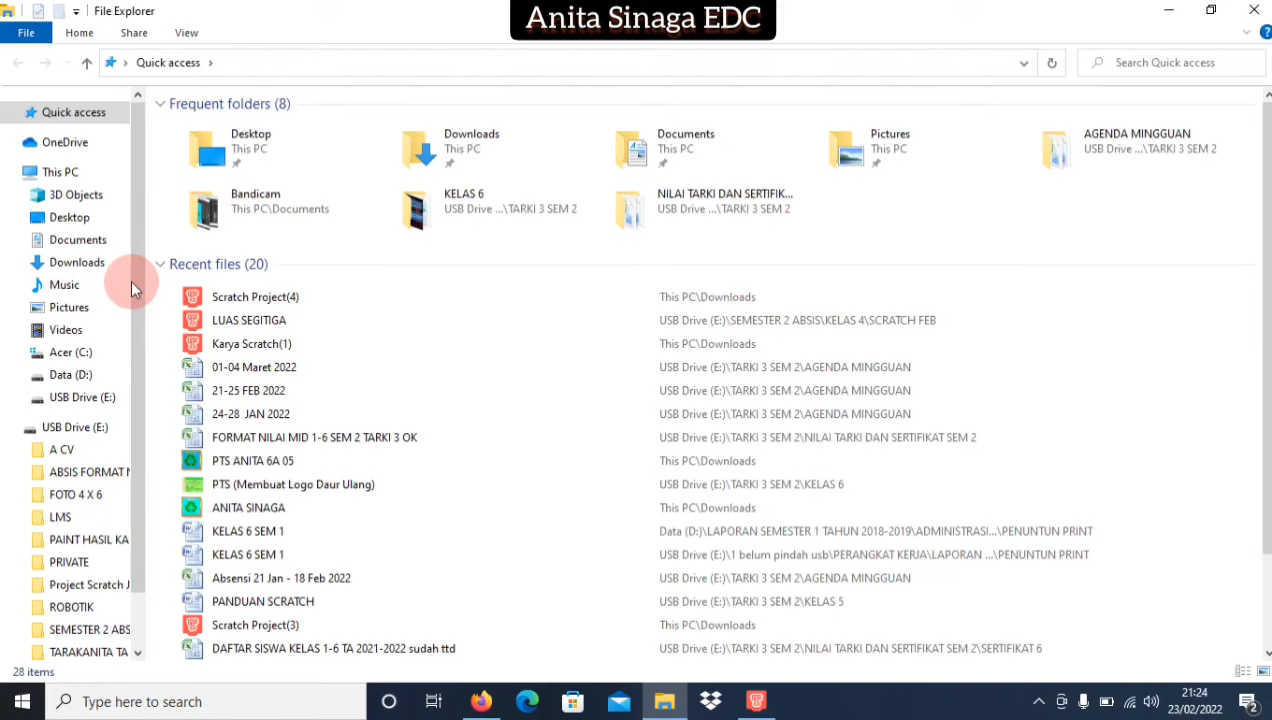 File Explorer
Anita Sinaga EDC
File Home Share View
Quick access
Search Quick access
Quick access
OneDrive
This PC
3D Objects
Desktop
Documents
Downloads
Music
Pictures
Videos
Acer (C:)
Data (D:)
USB Drive (E:)
USB Drive (E:)
A CV
ABSIS FORMAT N
FOTO 4 X 6
LMS
PAINT HASIL KA
PRIVATE
Project Scratch J
ROBOTIK
SEMESTER 2 ABS
TARAKANITA TA
Frequent folders (8)
Desktop
This PC
Downloads
This PC
Documents
This PC
Pictures
This PC
AGENDA MINGGUAN
USB Drive ...\TARKI 3 SEM 2
Bandicam
This PC\Documents
KELAS 6
USB Drive ...\TARKI 3 SEM 2
NILAI TARKI DAN SERTIFIK...
USB Drive ...\TARKI 3 SEM 2
Recent files (20)
Scratch Project(4) This PC\Downloads
LUAS SEGITIGA USB Drive (E:)\SEMESTER 2 ABSIS\KELAS 4\SCRATCH FEB
Karya Scratch(1) This PC\Downloads
01-04 Maret 2022 USB Drive (E:)\TARKI 3 SEM 2\AGENDA MINGGUAN
21-25 FEB 2022 USB Drive (E:)\TARKI 3 SEM 2\AGENDA MINGGUAN
24-28 JAN 2022 USB Drive (E:)\TARKI 3 SEM 2\AGENDA MINGGUAN
FORMAT NILAI MID 1-6 SEM 2 TARKI 3 OK USB Drive (E:)\TARKI 3 SEM 2\NILAI TARKI DAN SERTIFIKAT SEM 2
PTS ANITA 6A 05 This PC\Downloads
PTS (Membuat Logo Daur Ulang) USB Drive (E:)\TARKI 3 SEM 2\KELAS 6
ANITA SINAGA This PC\Downloads
KELAS 6 SEM 1 Data (D:)\LAPORAN SEMESTER 1 TAHUN 2018-2019\ADMINISTRASI...\PENUNTUN PRINT
KELAS 6 SEM 1 USB Drive (E:)\1 belum pindah usb\PERANGKAT KERJA\LAPORAN ...\PENUNTUN PRINT
Absensi 21 Jan - 18 Feb 2022 USB Drive (E:)\TARKI 3 SEM 2\AGENDA MINGGUAN
PANDUAN SCRATCH USB Drive (E:)\TARKI 3 SEM 2\KELAS 5
Scratch Project(3) This PC\Downloads
DAFTAR SISWA KELAS 1-6 TA 2021-2022 sudah ttd USB Drive (E:)\TARKI 3 SEM 2\NILAI TARKI DAN SERTIFIKAT SEM 2\SERTIFIKAT 6
28 items
Type here to search
21:24
23/02/2022
2